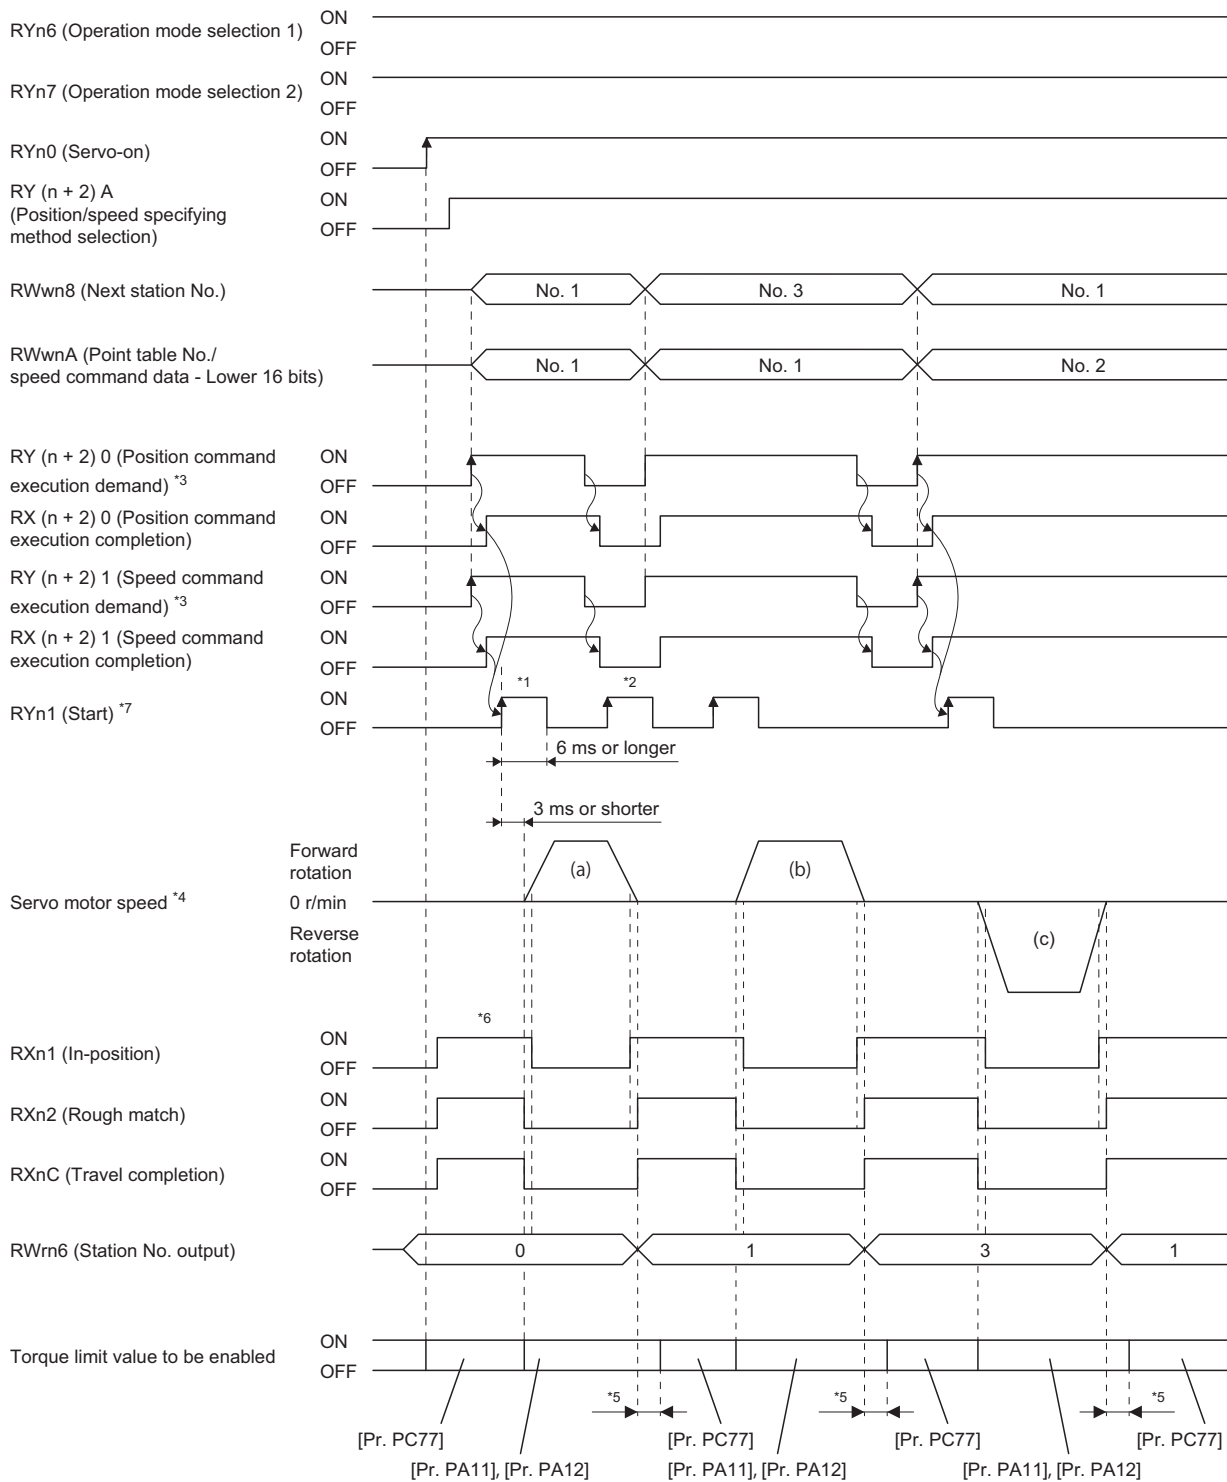 RYn6 (Operation mode selection 1)
ON
OFF
RYn7 (Operation mode selection 2)
ON
OFF
RYn0 (Servo-on)
ON
OFF
RY (n + 2) A
(Position/speed specifying
method selection)
ON
OFF
RWwn8 (Next station No.)
No. 1
No. 3
No. 1
RWwnA (Point table No./
speed command data - Lower 16 bits)
No. 1
No. 1
No. 2
RY (n + 2) 0 (Position command
execution demand) *3
ON
OFF
RX (n + 2) 0 (Position command
execution completion)
ON
OFF
RY (n + 2) 1 (Speed command
execution demand) *3
ON
OFF
RX (n + 2) 1 (Speed command
execution completion)
ON
OFF
RYn1 (Start) *7
ON
OFF
*1
*2
6 ms or longer
3 ms or shorter
Servo motor speed *4
Forward
rotation
0 r/min
Reverse
rotation
(a)
(b)
(c)
RXn1 (In-position)
ON
OFF
*6
RXn2 (Rough match)
ON
OFF
RXnC (Travel completion)
ON
OFF
RWrn6 (Station No. output)
0
1
3
1
Torque limit value to be enabled
ON
OFF
*5
*5
*5
[Pr. PC77]
[Pr. PC77]
[Pr. PC77]
[Pr. PC77]
[Pr. PA11], [Pr. PA12]
[Pr. PA11], [Pr. PA12]
[Pr. PA11], [Pr. PA12]